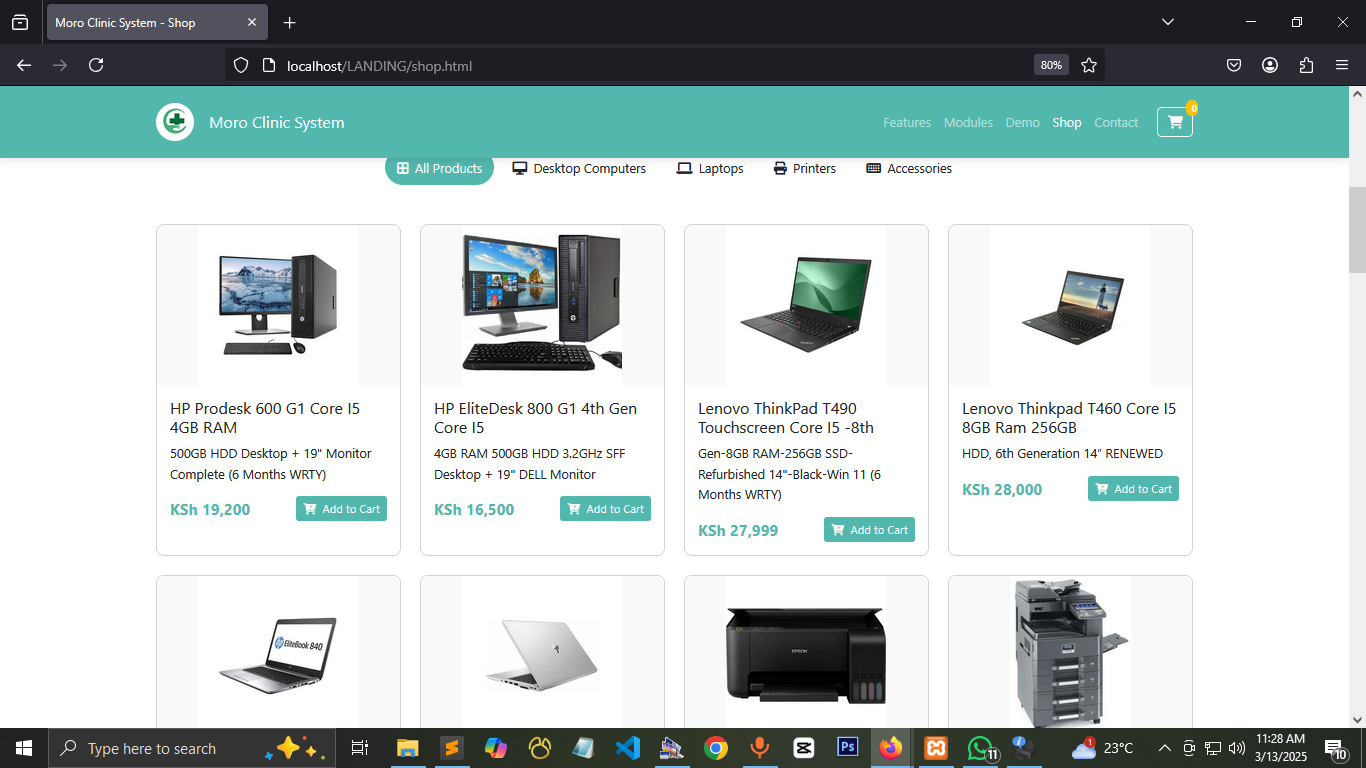 Moro Clinic System - Shop
localhost/LANDING/shop.html
80%
Moro Clinic System
Features
Modules
Demo
Shop
Contact
0
All Products
Desktop Computers
Laptops
Printers
Accessories
HP Prodesk 600 G1 Core I5
4GB RAM
500GB HDD Desktop + 19" Monitor
Complete (6 Months WRTY)
KSh 19,200
Add to Cart
HP EliteDesk 800 G1 4th Gen
Core I5
4GB RAM 500GB HDD 3.2GHz SFF
Desktop + 19" DELL Monitor
KSh 16,500
Add to Cart
Lenovo ThinkPad T490
Touchscreen Core I5 -8th
Gen-8GB RAM-256GB SSD-
Refurbished 14"-Black-Win 11 (6
Months WRTY)
KSh 27,999
Add to Cart
Lenovo Thinkpad T460 Core I5
8GB Ram 256GB
HDD, 6th Generation 14″ RENEWED
KSh 28,000
Add to Cart
EliteBook 840
EPSON
Type here to search
Ps
11
1
23°C
11:28 AM
3/13/2025
10